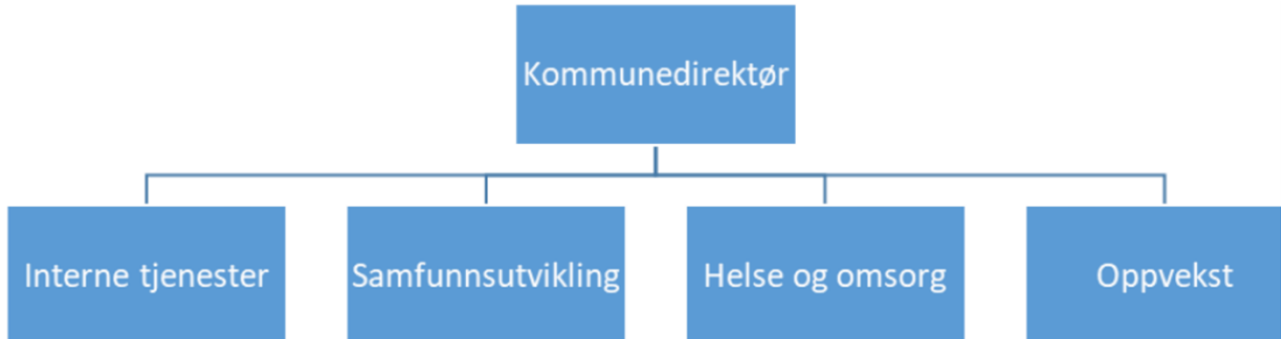 Kommunedirektør
Interne tjenester
Samfunnsutvikling
Helse og omsorg
Oppvekst